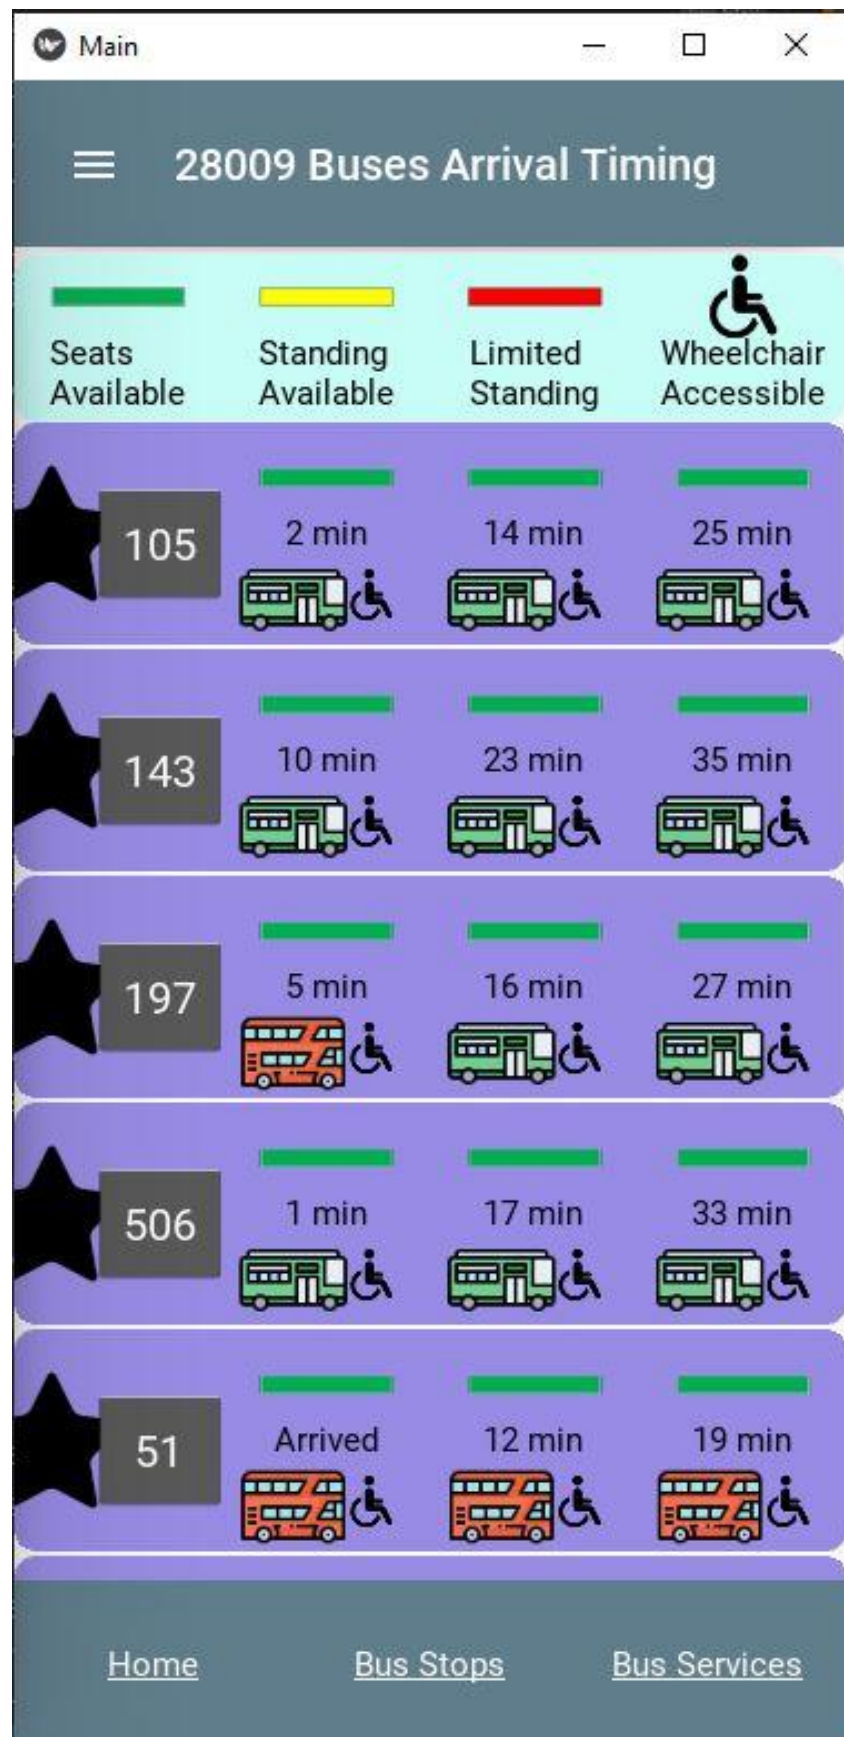 Main
28009 Buses Arrival Timing
Seats Available
Standing Available
Limited Standing
Wheelchair Accessible
105
2 min
14 min
25 min
143
10 min
23 min
35 min
197
5 min
16 min
27 min
506
1 min
17 min
33 min
51
Arrived
12 min
19 min
Home
Bus Stops
Bus Services